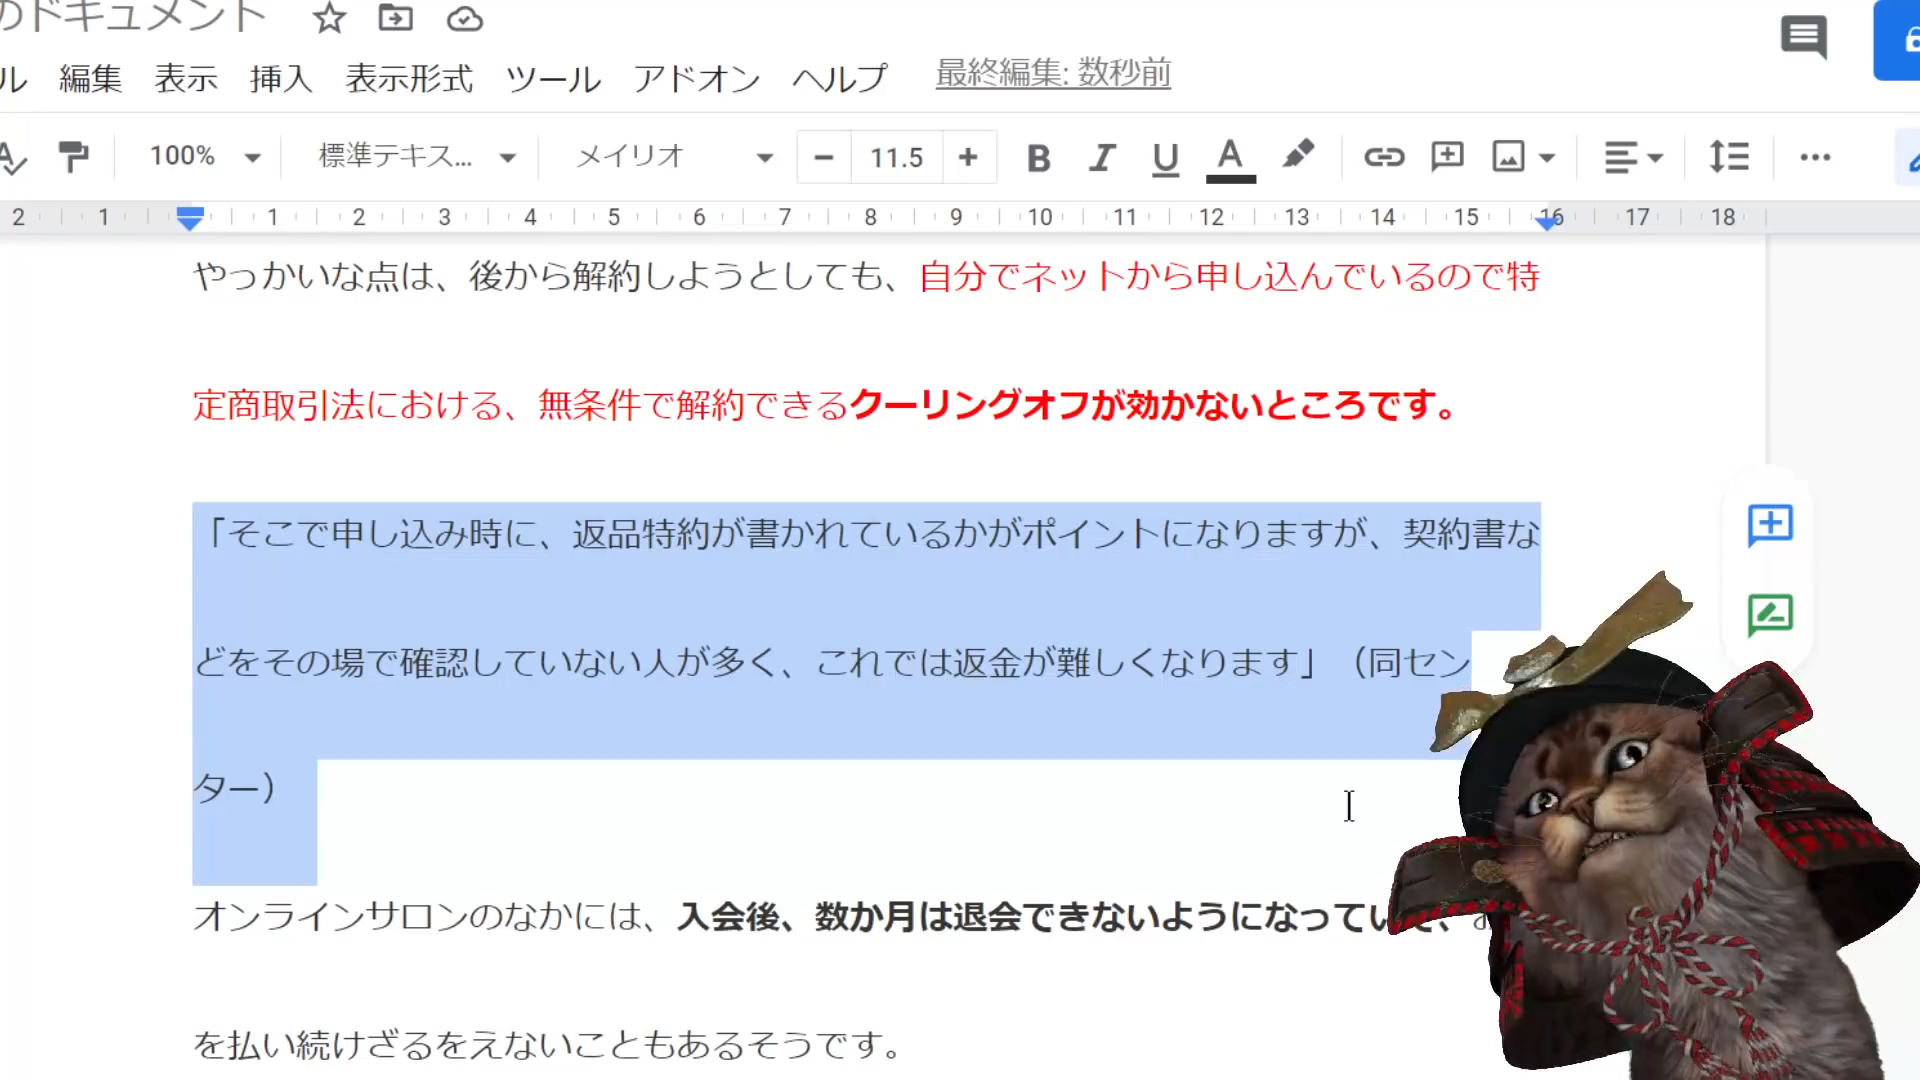 のドキュメント
ル 編集 表示 挿入 表示形式 ツール アドオン ヘルプ 最終編集: 数秒前
100% 標準テキス... メイリオ − 11.5 + B I U A
2 1 1 2 3 4 5 6 7 8 9 10 11 12 13 14 15 16 17 18
やっかいな点は、後から解約しようとしても、自分でネットから申し込んでいるので特
定商取引法における、無条件で解約できるクーリングオフが効かないところです。
「そこで申し込み時に、返品特約が書かれているかがポイントになりますが、契約書な
どをその場で確認していない人が多く、これでは返金が難しくなります」（同セン
ター）
オンラインサロンのなかには、入会後、数か月は退会できないようになってい
を払い続けざるをえないこともあるそうです。